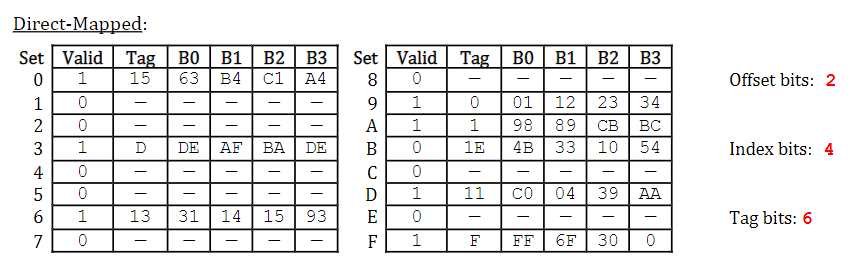 Direct-Mapped:
Set Valid Tag B0 B1 B2 B3 Set Valid Tag B0 B1 B2 B3
0 1 15 63 B4 C1 A4 8 0 — — — — — Offset bits: 2
1 0 — — — — — 9 1 0 01 12 23 34
2 0 — — — — — A 1 1 98 89 CB BC
3 1 D DE AF BA DE B 0 1E 4B 33 10 54 Index bits: 4
4 0 — — — — — C 0 — — — — —
5 0 — — — — — D 1 11 C0 04 39 AA
6 1 13 31 14 15 93 E 0 — — — — — Tag bits: 6
7 0 — — — — — F 1 F FF 6F 30 0